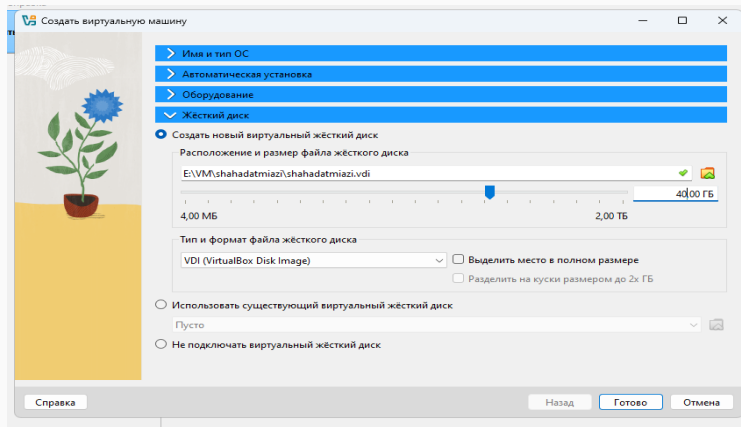 Создать виртуальную машину
Имя и тип ОС
Автоматическая установка
Оборудование
Жёсткий диск
Создать новый виртуальный жёсткий диск
Расположение и размер файла жёсткого диска
E:\VM\shahadatmiazi\shahadatmiazi.vdi
40,00 ГБ
4,00 МБ 2,00 ТБ
Тип и формат файла жёсткого диска
VDI (VirtualBox Disk Image) Выделить место в полном размере
Разделить на куски размером до 2х ГБ
Использовать существующий виртуальный жёсткий диск
Пусто
Не подключать виртуальный жёсткий диск
Справка Назад Готово Отмена